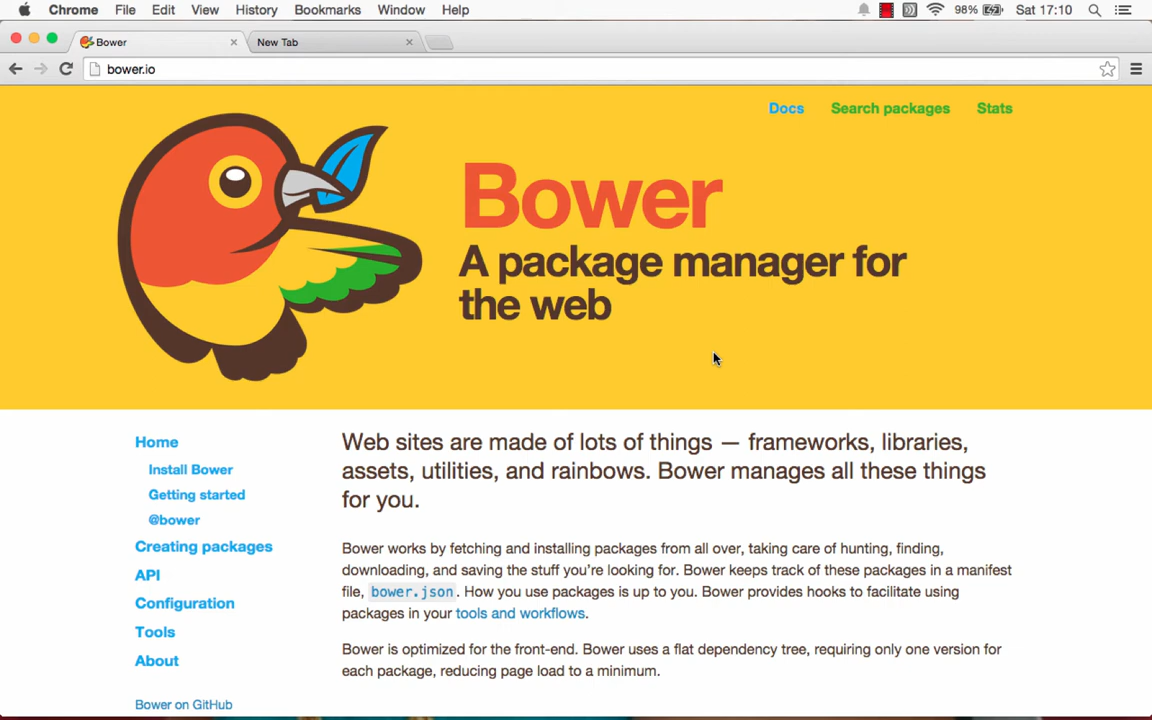 Chrome File Edit View History Bookmarks Window Help 98% Sat 17:10
Bower New Tab
bower.io
Docs Search packages Stats
Bower
A package manager for
the web
Home
Install Bower
Getting started
@bower
Creating packages
API
Configuration
Tools
About
Bower on GitHub
Web sites are made of lots of things — frameworks, libraries,
assets, utilities, and rainbows. Bower manages all these things
for you.
Bower works by fetching and installing packages from all over, taking care of hunting, finding,
downloading, and saving the stuff you’re looking for. Bower keeps track of these packages in a manifest
file, bower.json. How you use packages is up to you. Bower provides hooks to facilitate using
packages in your tools and workflows.
Bower is optimized for the front-end. Bower uses a flat dependency tree, requiring only one version for
each package, reducing page load to a minimum.